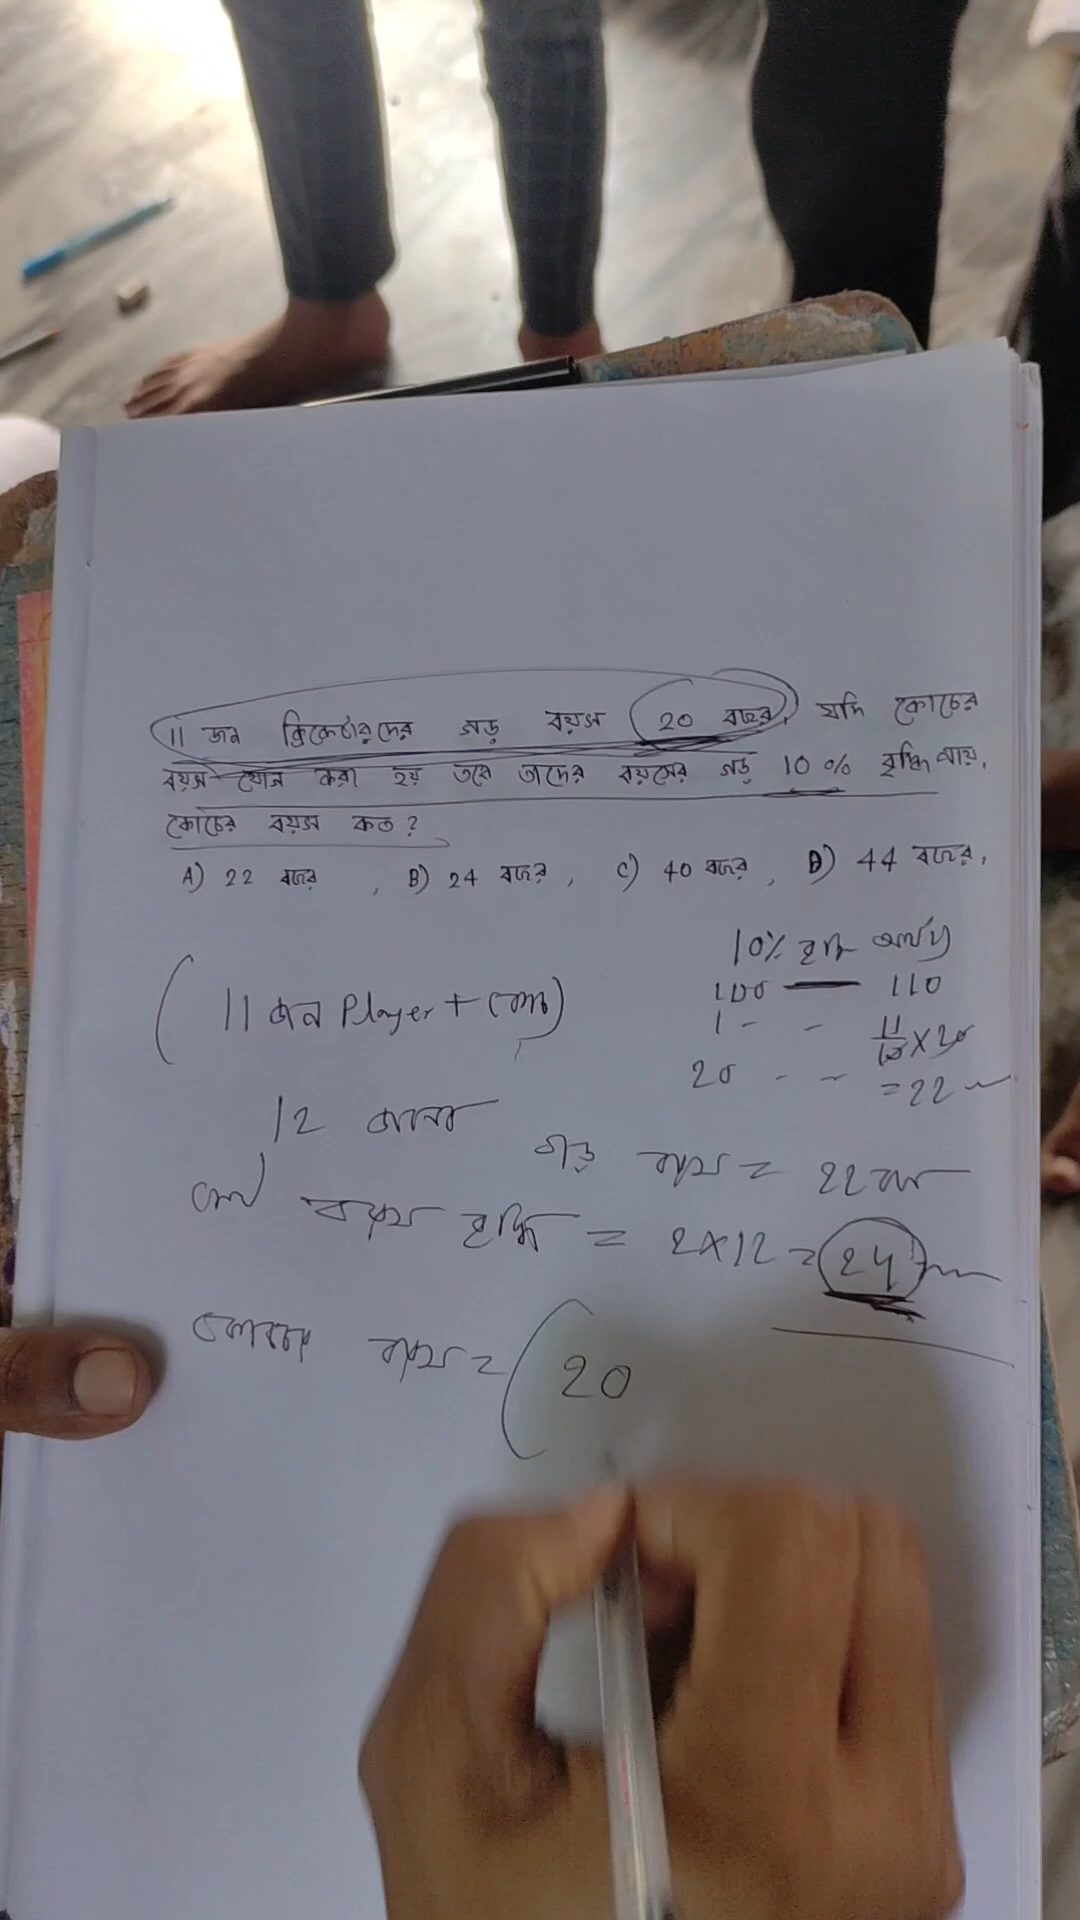 11 জন ক্রিকেটারদের গড় বয়স 20 বছর, যদি কোচের
বয়স যোগ করা হয় তবে তাদের বয়সের গড় 10% বৃদ্ধি পায়,
কোচের বয়স কত?
A) 22 বছর , B) 24 বছর , C) 40 বছর , D) 44 বছর,
10% বৃদ্ধি অর্থাৎ
100 — 110
(11 জন Player + কোচ)
1 - - 11/10 × 20
20 - - = 22
12 জনের
গড় বয়স = 22 বছর
মোট বয়স বৃদ্ধি = 2×12 = 24
কোচের বয়স = (20